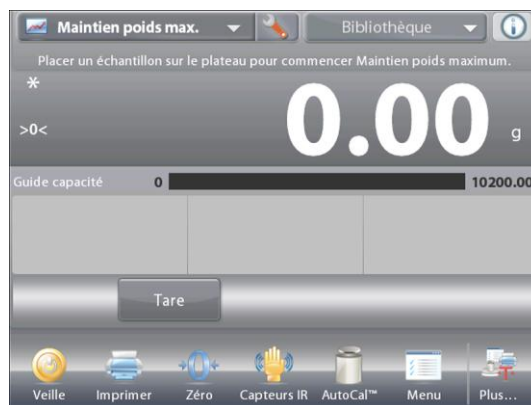 Maintien poids max. Bibliothèque
Placer un échantillon sur le plateau pour commencer Maintien poids maximum.
*
>0< 0.00 g
Guide capacité 0 10200.00
Tare
Veille Imprimer Zéro Capteurs IR AutoCal™ Menu Plus...